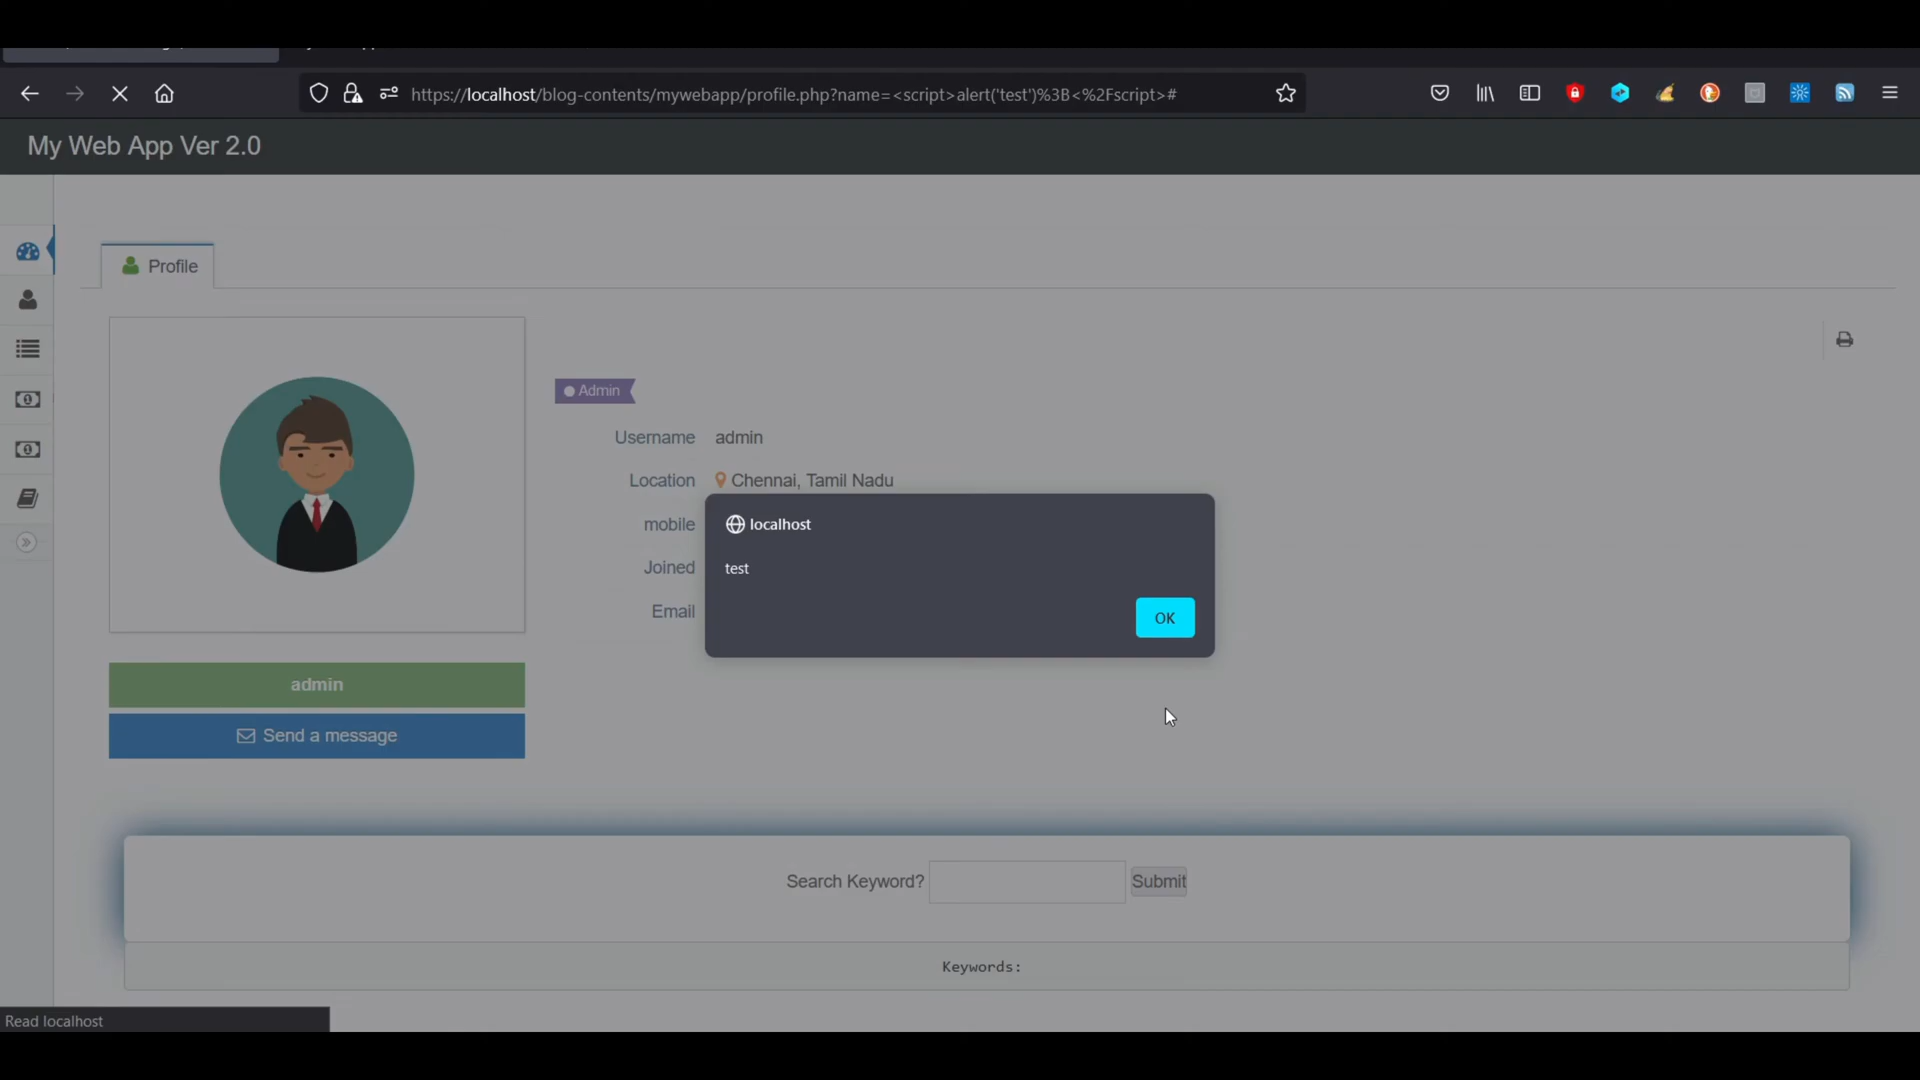 https://localhost/blog-contents/mywebapp/profile.php?name=<script>alert('test')%3B<%2Fscript>#
My Web App Ver 2.0
Profile
Admin
Username admin
Location Chennai, Tamil Nadu
mobile
Joined
Email
localhost
test
OK
admin
Send a message
Search Keyword? Submit
Keywords:
Read localhost